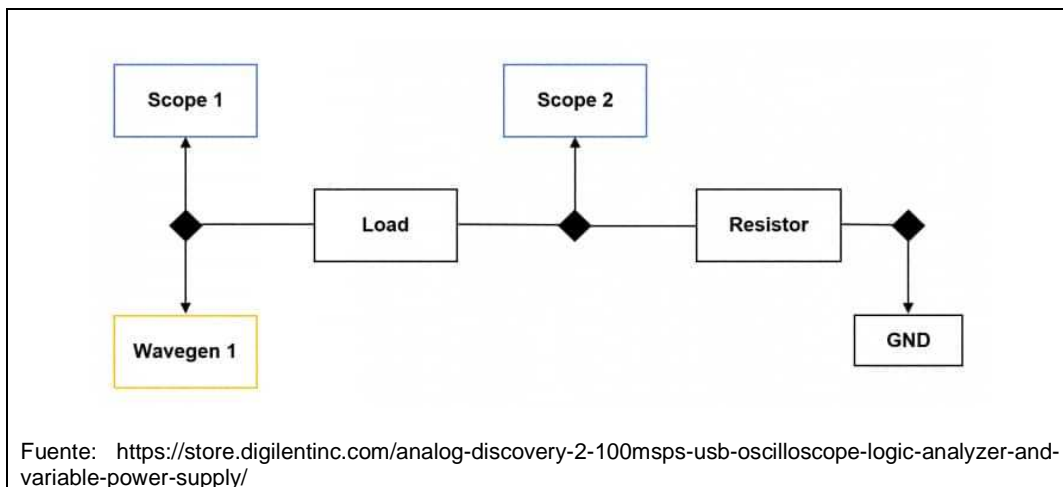 Scope 1
Scope 2
Load
Resistor
Wavegen 1
GND
Fuente: https://store.digilentinc.com/analog-discovery-2-100msps-usb-oscilloscope-logic-analyzer-and-
variable-power-supply/